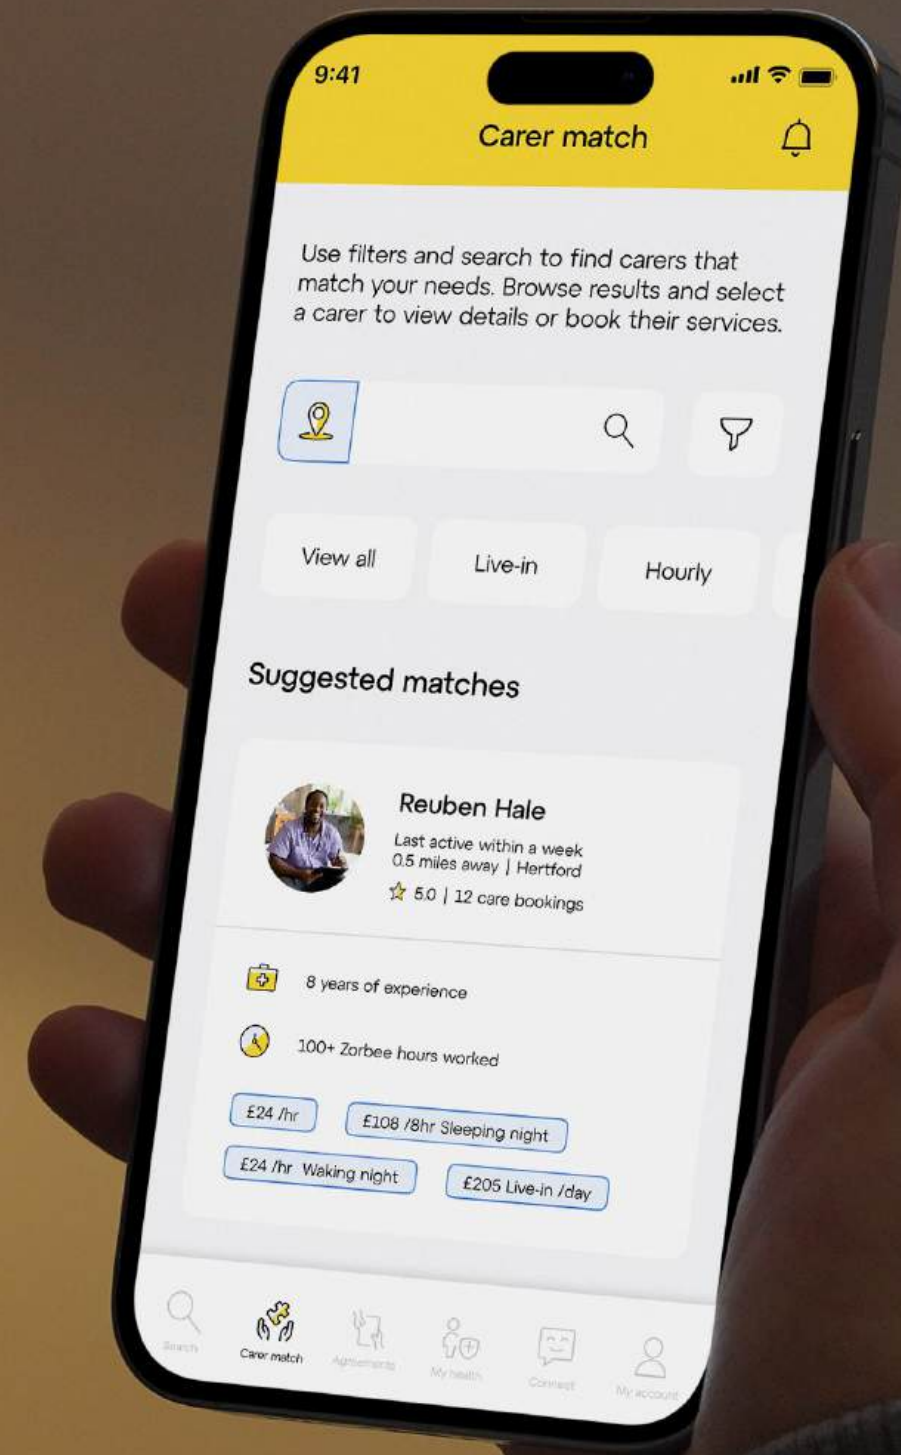 9:41
Carer match
Use filters and search to find carers that
match your needs. Browse results and select
a carer to view details or book their services.
View all
Live-in
Hourly
Suggested matches
Reuben Hale
Last active within a week
0.5 miles away | Hertford
5.0 | 12 care bookings
8 years of experience
100+ Zorbee hours worked
£24 /hr
£108 /8hr Sleeping night
£24 /hr Waking night
£205 Live-in /day
Search
Carer match
Agreements
My health
Connect
My account